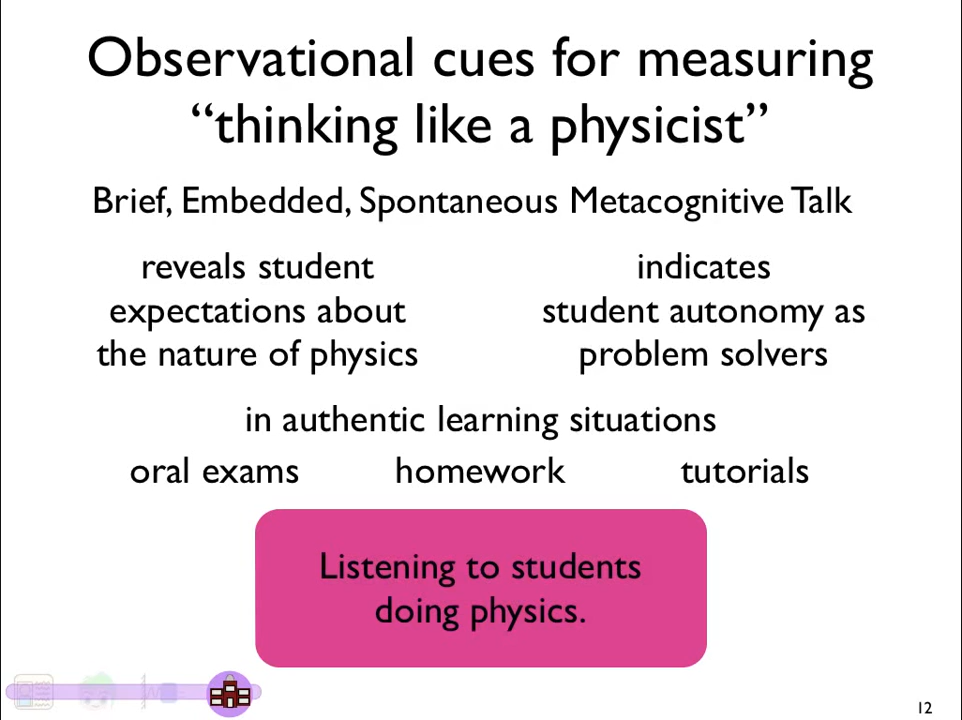 Observational cues for measuring
“thinking like a physicist”
Brief, Embedded, Spontaneous Metacognitive Talk
reveals student
expectations about
the nature of physics
indicates
student autonomy as
problem solvers
in authentic learning situations
oral exams homework tutorials
Listening to students
doing physics.
12